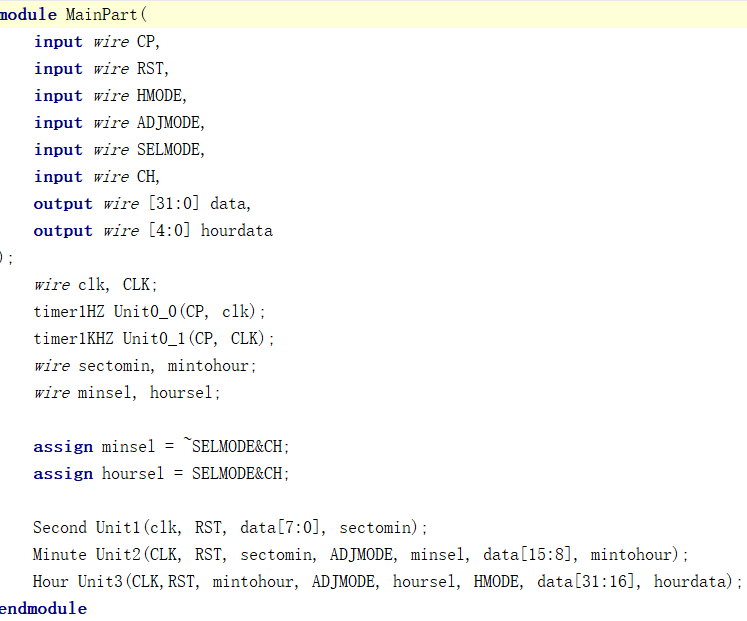 module MainPart(
    input wire CP,
    input wire RST,
    input wire HMODE,
    input wire ADJMODE,
    input wire SELMODE,
    input wire CH,
    output wire [31:0] data,
    output wire [4:0] hourdata
);
    wire clk, CLK;
    timer1HZ Unit0_0(CP, clk);
    timer1KHZ Unit0_1(CP, CLK);
    wire sectomin, mintohour;
    wire minsel, hoursel;

    assign minsel = ~SELMODE&CH;
    assign hoursel = SELMODE&CH;

    Second Unit1(clk, RST, data[7:0], sectomin);
    Minute Unit2(CLK, RST, sectomin, ADJMODE, minsel, data[15:8], mintohour);
    Hour Unit3(CLK,RST, mintohour, ADJMODE, hoursel, HMODE, data[31:16], hourdata);
endmodule